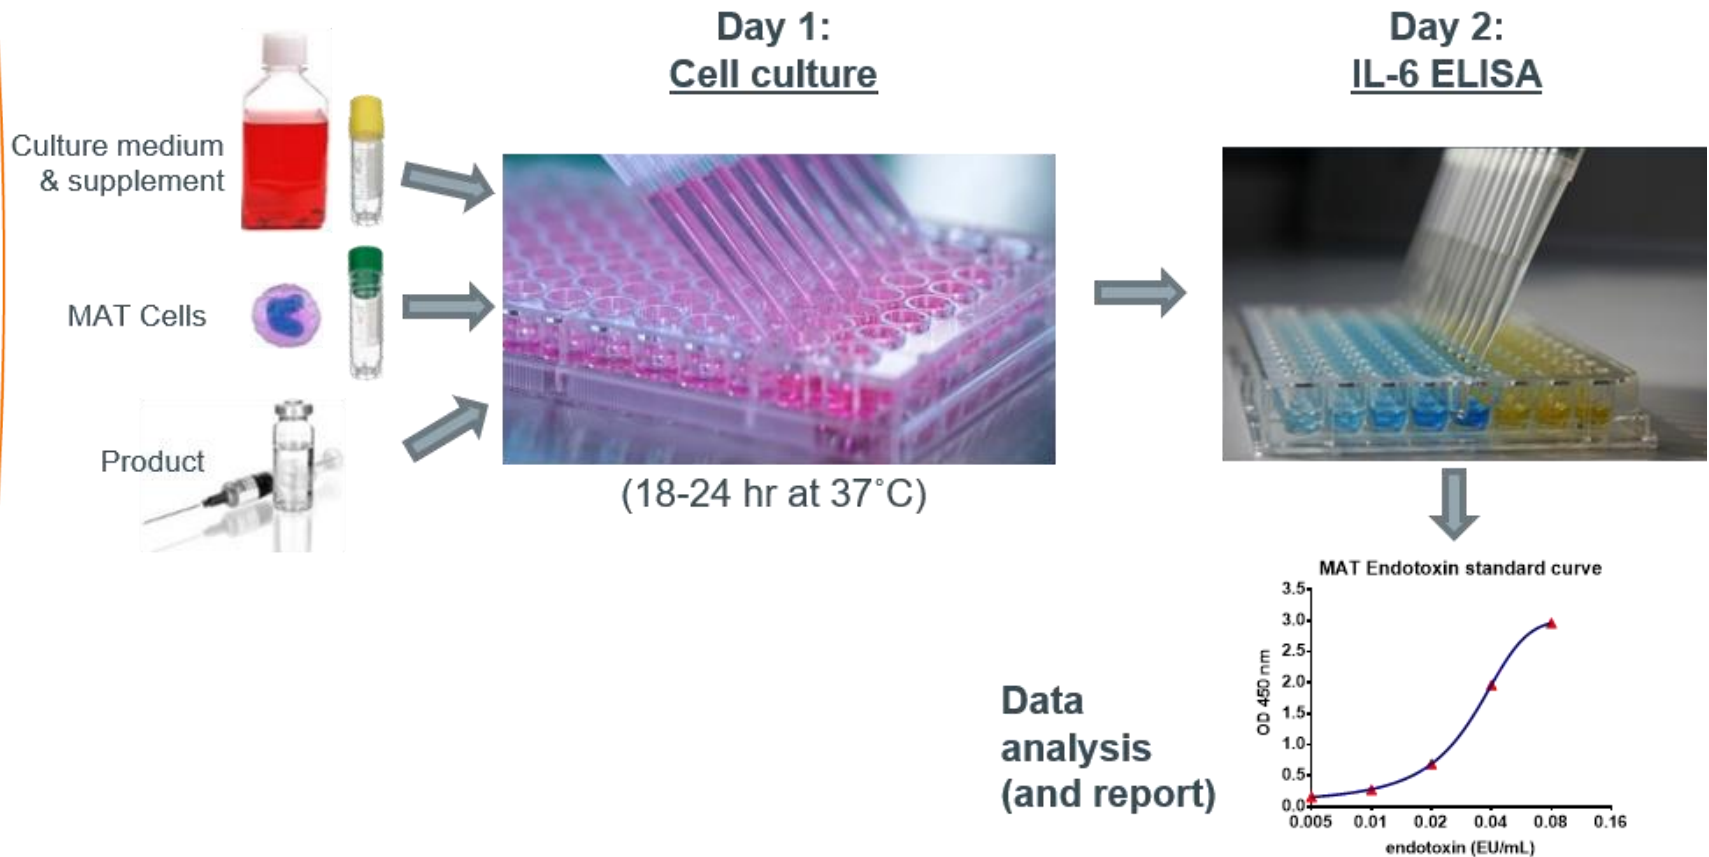 Day 1:
Cell culture
Day 2:
IL-6 ELISA
Culture medium
& supplement
MAT Cells
Product
(18-24 hr at 37˚C)
Data
analysis
(and report)
MAT Endotoxin standard curve
3.5
3.0
2.5
2.0
1.5
1.0
0.5
0.0
OD 450 nm
0.005 0.01 0.02 0.04 0.08 0.16
endotoxin (EU/mL)